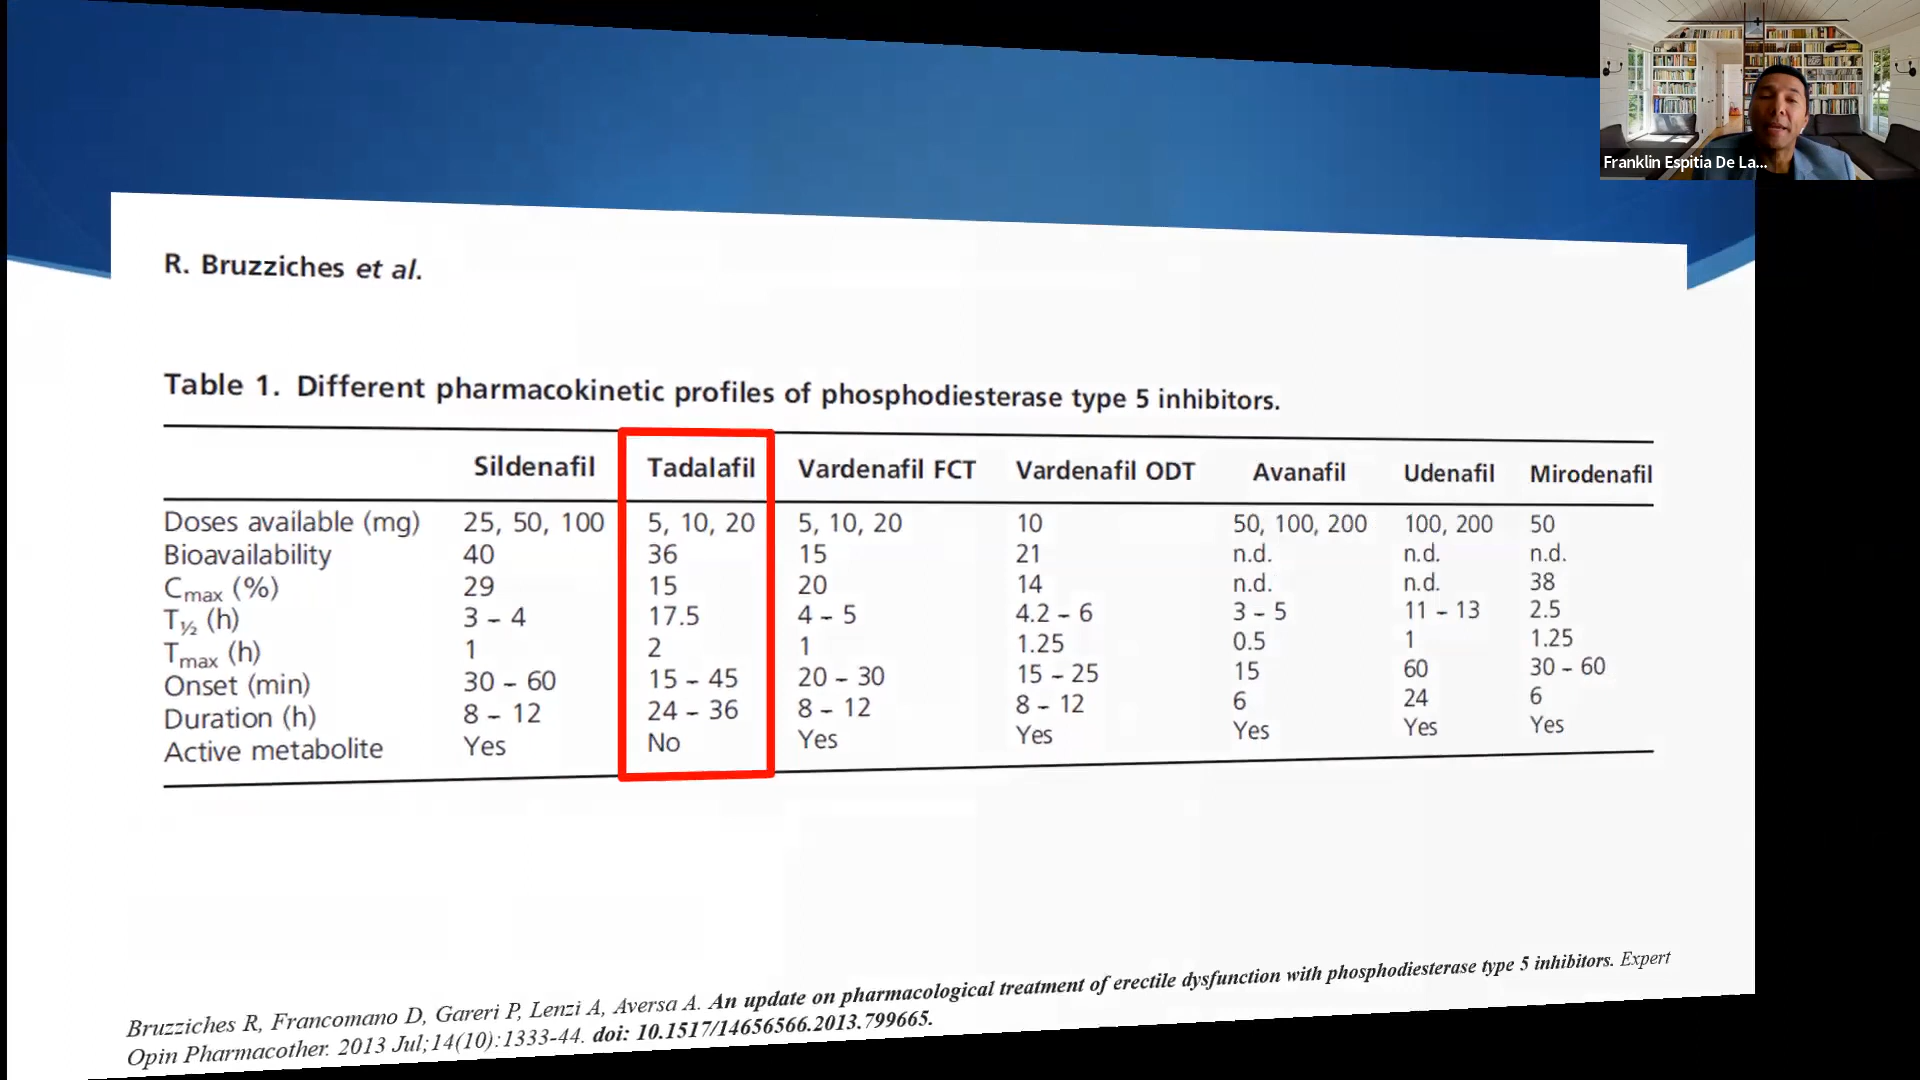 Franklin Espitia De La...
R. Bruzziches et al.
Table 1. Different pharmacokinetic profiles of phosphodiesterase type 5 inhibitors.
Sildenafil Tadalafil Vardenafil FCT Vardenafil ODT Avanafil Udenafil Mirodenafil
Doses available (mg) 25, 50, 100 5, 10, 20 5, 10, 20 10 50, 100, 200 100, 200 50
Bioavailability 40 36 15 21 n.d. n.d. n.d.
Cmax (%) 29 15 20 14 n.d. n.d. 38
T½ (h) 3 – 4 17.5 4 – 5 4.2 – 6 3 – 5 11 – 13 2.5
Tmax (h) 1 2 1 1.25 0.5 1 1.25
Onset (min) 30 – 60 15 – 45 20 – 30 15 – 25 15 60 30 – 60
Duration (h) 8 – 12 24 – 36 8 – 12 8 – 12 6 24 6
Active metabolite Yes No Yes Yes Yes Yes Yes
Bruzziches R, Francomano D, Gareri P, Lenzi A, Aversa A. An update on pharmacological treatment of erectile dysfunction with phosphodiesterase type 5 inhibitors. Expert
Opin Pharmacother. 2013 Jul;14(10):1333-44. doi: 10.1517/14656566.2013.799665.